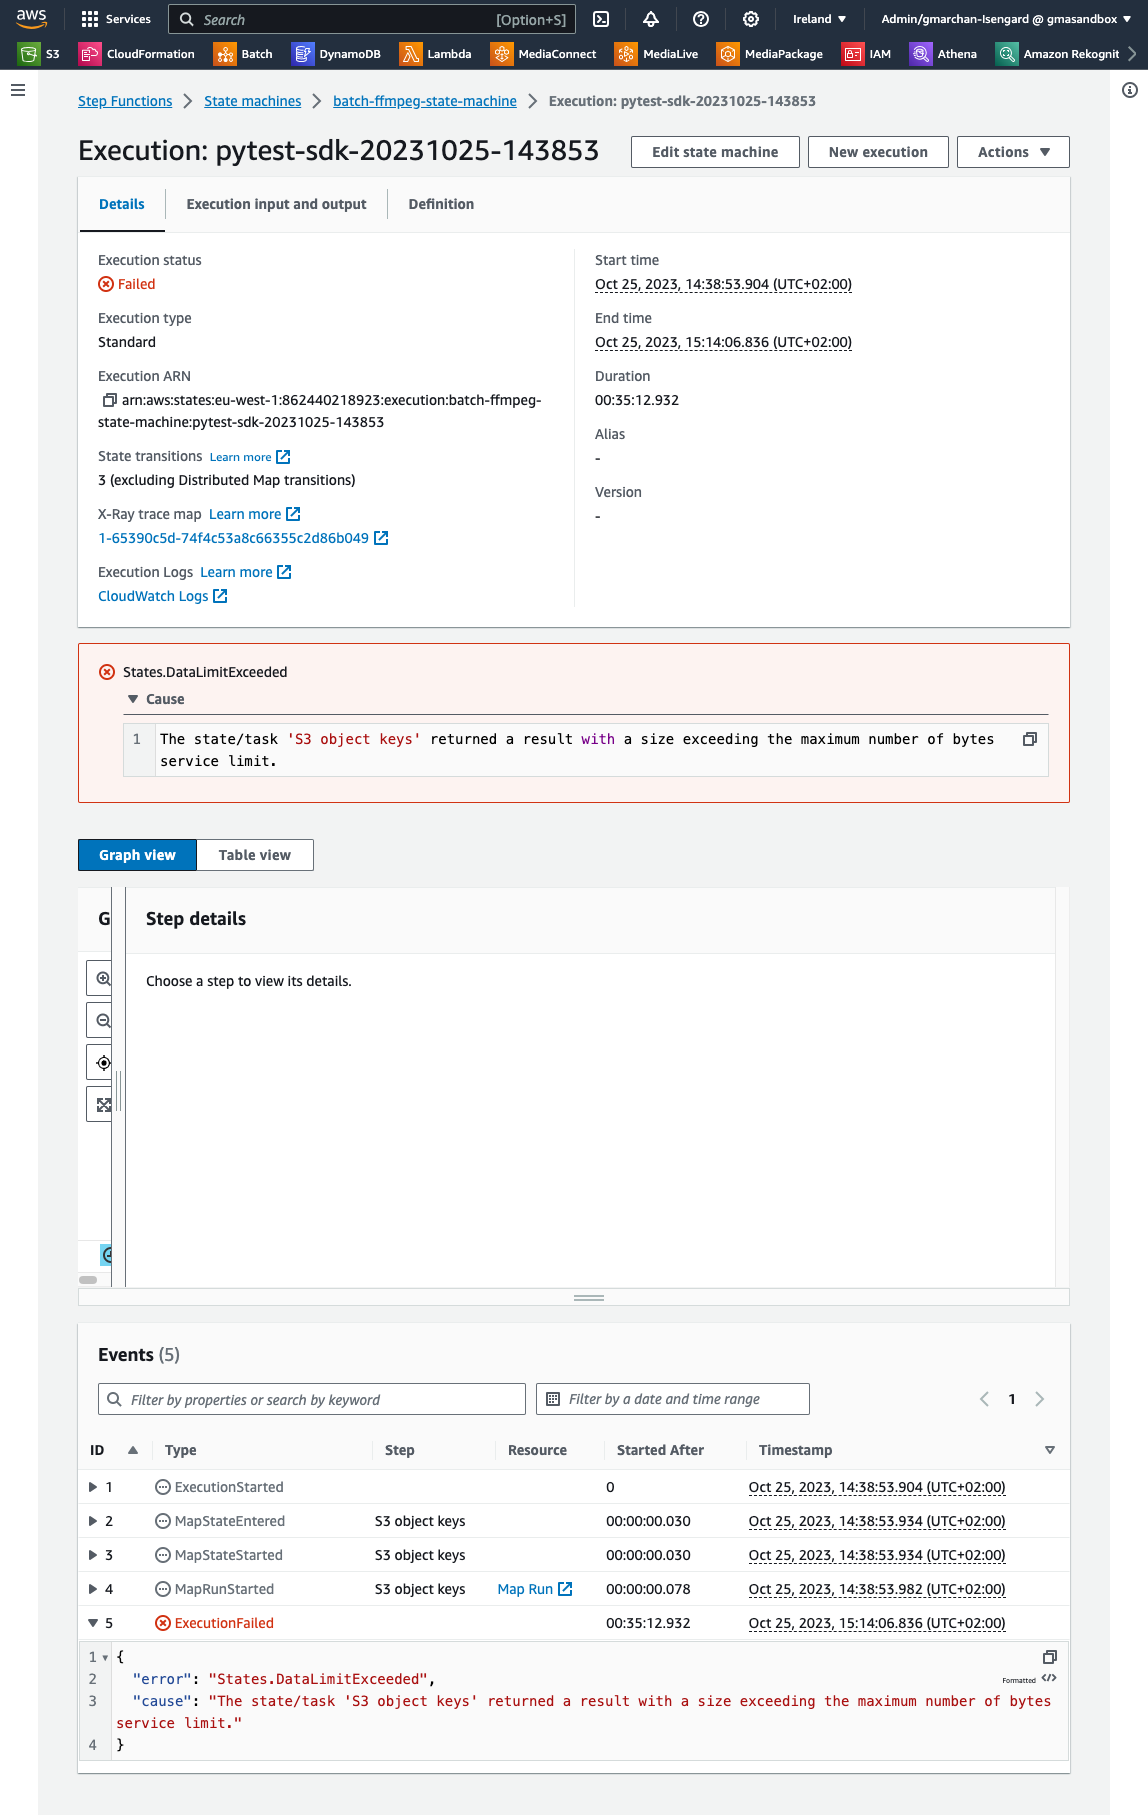 aws Services Search [Option+S] Ireland ▼ Admin/gmarchan-Isengard @ gmasandbox ▼
S3 CloudFormation Batch DynamoDB Lambda MediaConnect MediaLive MediaPackage IAM Athena Amazon Rekognit
Step Functions > State machines > batch-ffmpeg-state-machine > Execution: pytest-sdk-20231025-143853
Execution: pytest-sdk-20231025-143853 Edit state machine New execution Actions ▼
Details Execution input and output Definition
Execution status
Failed
Execution type
Standard
Execution ARN
arn:aws:states:eu-west-1:862440218923:execution:batch-ffmpeg-
state-machine:pytest-sdk-20231025-143853
State transitions Learn more
3 (excluding Distributed Map transitions)
X-Ray trace map Learn more
1-65390c5d-74f4c53a8c66355c2d86b049
Execution Logs Learn more
CloudWatch Logs
Start time
Oct 25, 2023, 14:38:53.904 (UTC+02:00)
End time
Oct 25, 2023, 15:14:06.836 (UTC+02:00)
Duration
00:35:12.932
Alias
-
Version
-
States.DataLimitExceeded
▼ Cause
1 The state/task 'S3 object keys' returned a result with a size exceeding the maximum number of bytes
service limit.
Graph view Table view
G Step details
Choose a step to view its details.
Events (5)
Filter by properties or search by keyword Filter by a date and time range < 1 >
ID Type Step Resource Started After Timestamp
1 ExecutionStarted 0 Oct 25, 2023, 14:38:53.904 (UTC+02:00)
2 MapStateEntered S3 object keys 00:00:00.030 Oct 25, 2023, 14:38:53.934 (UTC+02:00)
3 MapStateStarted S3 object keys 00:00:00.030 Oct 25, 2023, 14:38:53.934 (UTC+02:00)
4 MapRunStarted S3 object keys Map Run 00:00:00.078 Oct 25, 2023, 14:38:53.982 (UTC+02:00)
5 ExecutionFailed 00:35:12.932 Oct 25, 2023, 15:14:06.836 (UTC+02:00)
1 {
2 "error": "States.DataLimitExceeded", Formatted </>
3 "cause": "The state/task 'S3 object keys' returned a result with a size exceeding the maximum number of bytes
service limit."
4 }